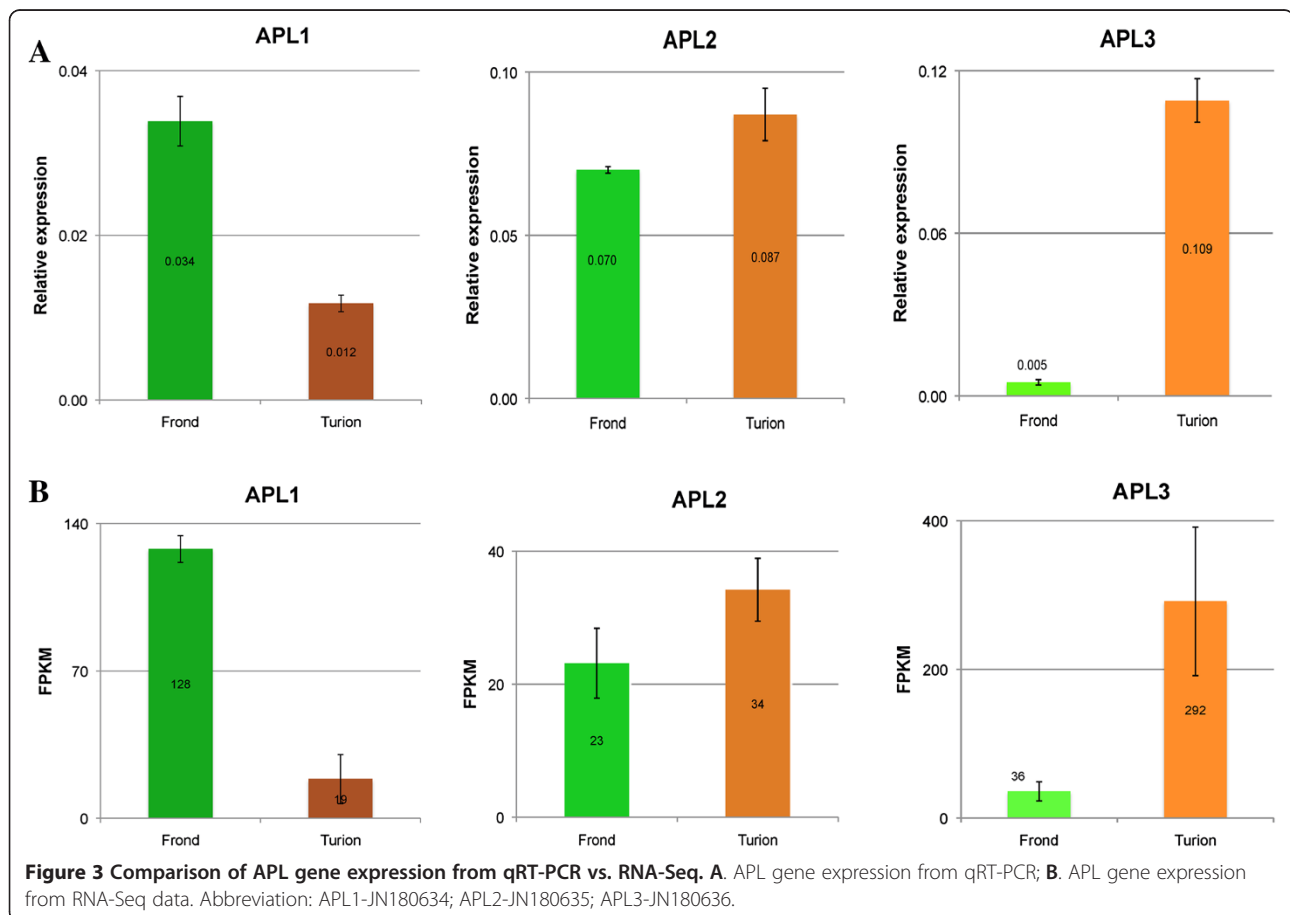 A
APL1
0.04
0.02
0.00
Relative expression
0.034
0.012
Frond
Turion
APL2
0.10
0.05
0.00
Relative expression
0.070
0.087
Frond
Turion
APL3
0.12
0.06
0.00
Relative expression
0.005
0.109
Frond
Turion
B
APL1
140
70
0
FPKM
128
19
Frond
Turion
APL2
40
20
0
FPKM
23
34
Frond
Turion
APL3
400
200
0
FPKM
36
292
Frond
Turion
Figure 3 Comparison of APL gene expression from qRT-PCR vs. RNA-Seq. A. APL gene expression from qRT-PCR; B. APL gene expression
from RNA-Seq data. Abbreviation: APL1-JN180634; APL2-JN180635; APL3-JN180636.